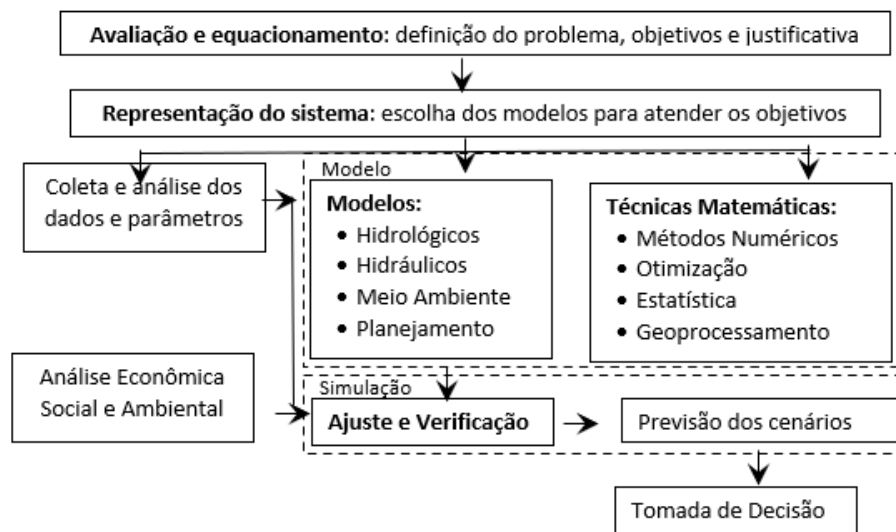 Avaliação e equacionamento: definição do problema, objetivos e justificativa
Representação do sistema: escolha dos modelos para atender os objetivos
Coleta e análise dos
dados e parâmetros
Modelo
Modelos:
• Hidrológicos
• Hidráulicos
• Meio Ambiente
• Planejamento
Técnicas Matemáticas:
• Métodos Numéricos
• Otimização
• Estatística
• Geoprocessamento
Análise Econômica
Social e Ambiental
Simulação
Ajuste e Verificação
Previsão dos cenários
Tomada de Decisão